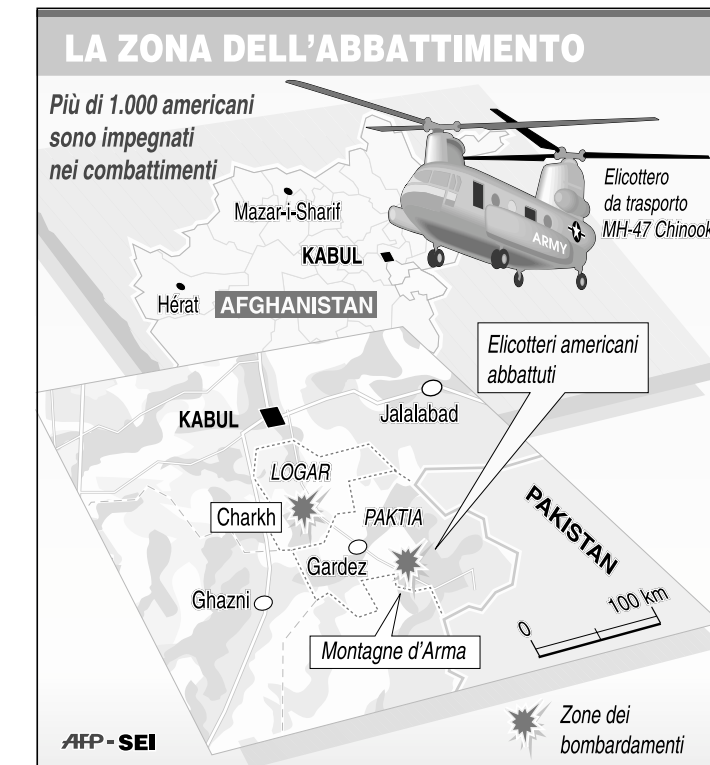 LA ZONA DELL'ABBATTIMENTO
Più di 1.000 americani
sono impegnati
nei combattimenti
Elicottero
da trasporto
MH-47 Chinook
ARMY
Mazar-i-Sharif
KABUL
Hérat
AFGHANISTAN
Elicotteri americani
abbattuti
KABUL
Jalalabad
LOGAR
Charkh
PAKTIA
PAKISTAN
Gardez
Ghazni
0
100 km
Montagne d'Arma
Zone dei
bombardamenti
AFP - SEI